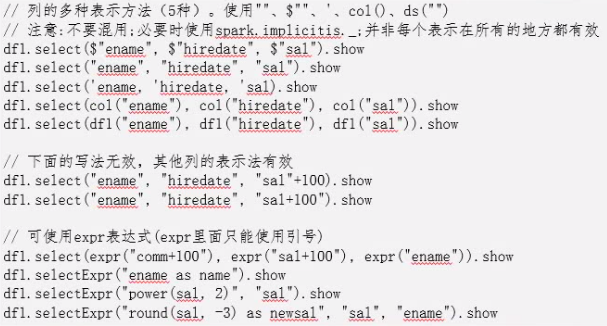 // 列的多种表示方法（5种）。使用""、$""、'、col()、ds("")
// 注意:不要混用;必要时使用spark.implicitis._;并非每个表示在所有的地方都有效
df1.select($"ename", $"hiredate", $"sal").show
df1.select("ename", "hiredate", "sal").show
df1.select('ename, 'hiredate, 'sal).show
df1.select(col("ename"), col("hiredate"), col("sal")).show
df1.select(df1("ename"), df1("hiredate"), df1("sal")).show

// 下面的写法无效，其他列的表示法有效
df1.select("ename", "hiredate", "sal"+100).show
df1.select("ename", "hiredate", "sal+100").show

// 可使用expr表达式(expr里面只能使用引号)
df1.select(expr("comm+100"), expr("sal+100"), expr("ename")).show
df1.selectExpr("ename as name").show
df1.selectExpr("power(sal, 2)", "sal").show
df1.selectExpr("round(sal, -3) as newsal", "sal", "ename").show